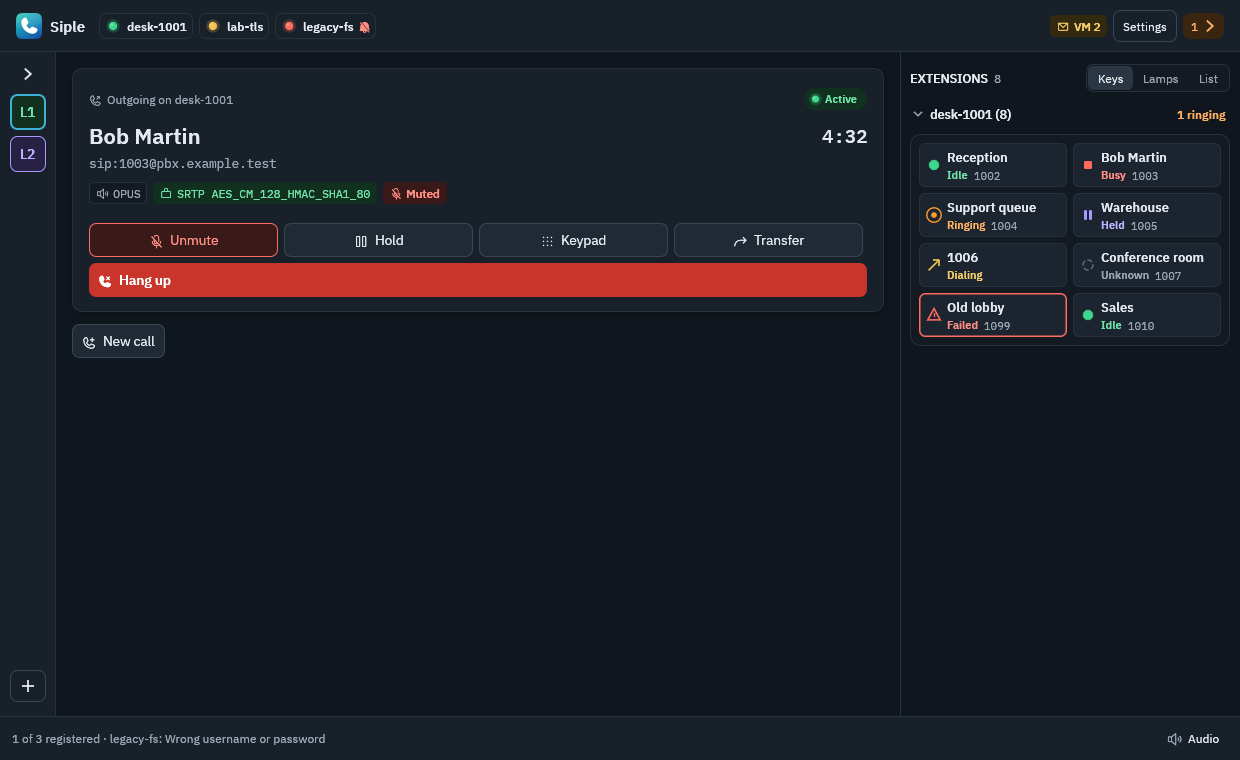 Siple
desk-1001
lab-tls
legacy-fs
VM 2
Settings
1
L1
L2
Outgoing on desk-1001
Active
Bob Martin
4:32
sip:1003@pbx.example.test
OPUS
SRTP AES_CM_128_HMAC_SHA1_80
Muted
Unmute
Hold
Keypad
Transfer
Hang up
New call
EXTENSIONS 8
Keys
Lamps
List
desk-1001 (8)
1 ringing
Reception
Idle 1002
Bob Martin
Busy 1003
Support queue
Ringing 1004
Warehouse
Held 1005
1006
Dialing
Conference room
Unknown 1007
Old lobby
Failed 1099
Sales
Idle 1010
1 of 3 registered · legacy-fs: Wrong username or password
Audio